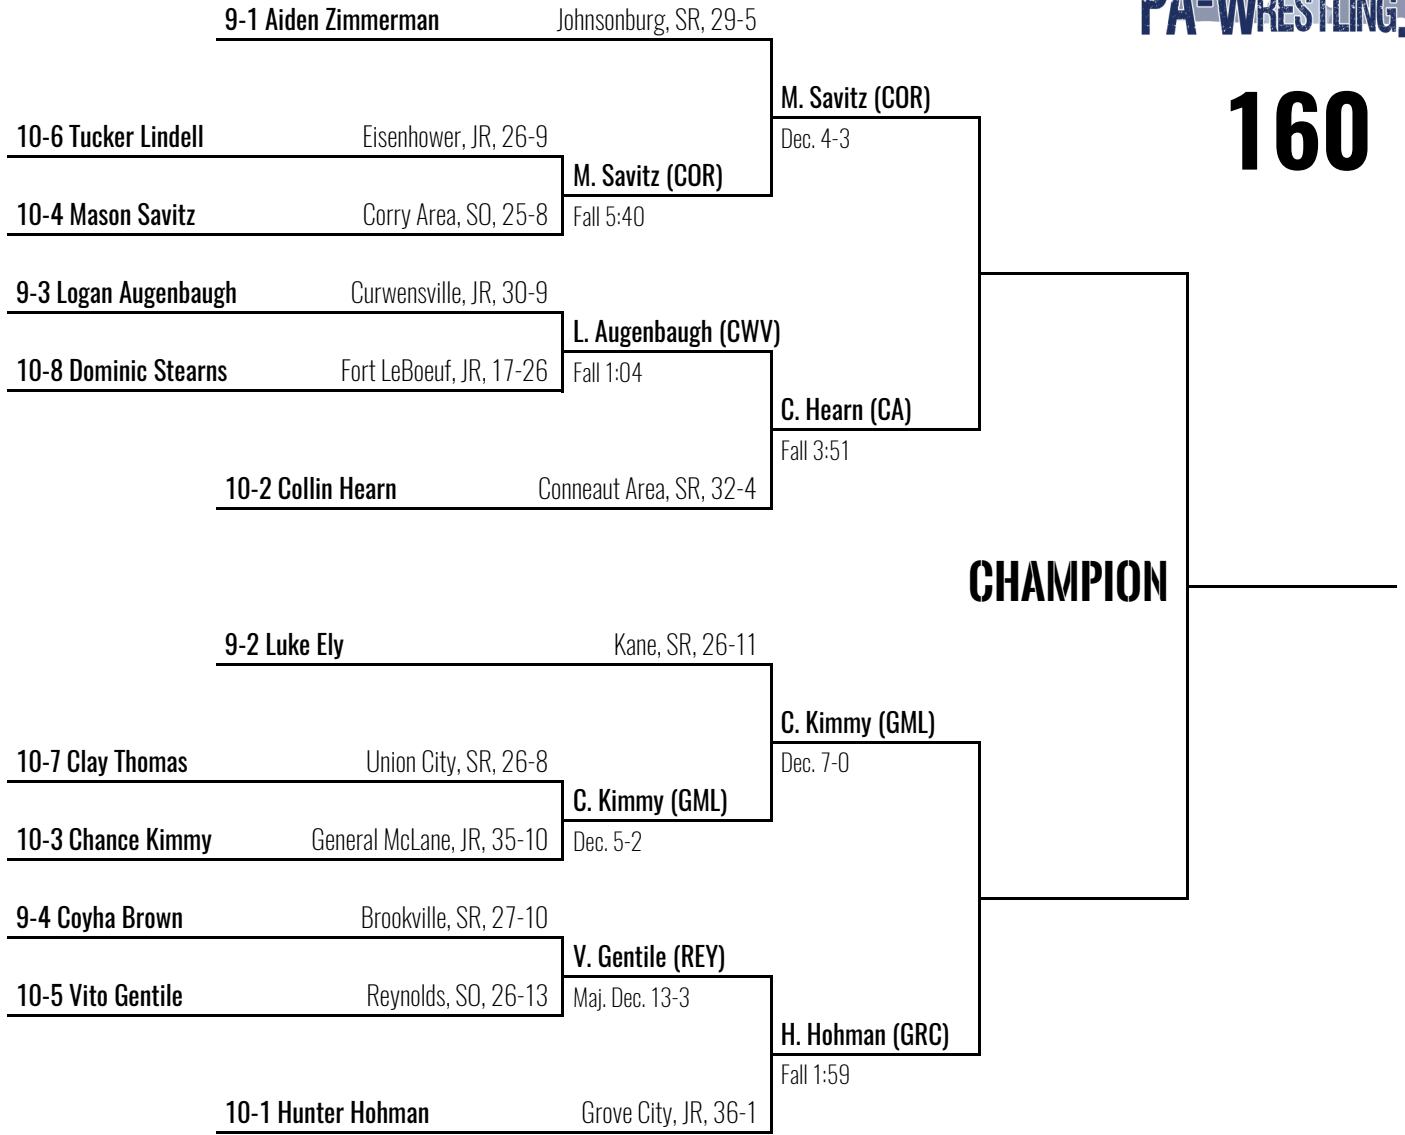 9-1 Aiden Zimmerman Johnsonburg, SR, 29-5
PA-WRESTLING.
M. Savitz (COR)
160
10-6 Tucker Lindell Eisenhower, JR, 26-9
Dec. 4-3
M. Savitz (COR)
10-4 Mason Savitz Corry Area, SO, 25-8
Fall 5:40
9-3 Logan Augenbaugh Curwensville, JR, 30-9
L. Augenbaugh (CWV)
10-8 Dominic Stearns Fort LeBoeuf, JR, 17-26
Fall 1:04
C. Hearn (CA)
Fall 3:51
10-2 Collin Hearn Conneaut Area, SR, 32-4
CHAMPION
9-2 Luke Ely Kane, SR, 26-11
C. Kimmy (GML)
10-7 Clay Thomas Union City, SR, 26-8
Dec. 7-0
C. Kimmy (GML)
10-3 Chance Kimmy General McLane, JR, 35-10
Dec. 5-2
9-4 Coyha Brown Brookville, SR, 27-10
V. Gentile (REY)
10-5 Vito Gentile Reynolds, SO, 26-13
Maj. Dec. 13-3
H. Hohman (GRC)
Fall 1:59
10-1 Hunter Hohman Grove City, JR, 36-1